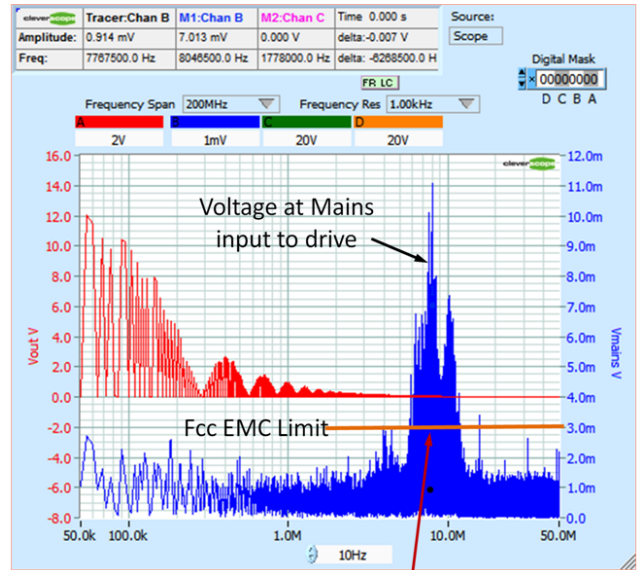 cleverscope Tracer:Chan B M1:Chan B M2:Chan C Time 0.000 s Source:
Amplitude: 0.914 mV 7.013 mV 0.000 V delta:-0.007 V Scope
Freq: 7767500.0 Hz 8046500.0 Hz 1778000.0 Hz delta: -6268500.0 H
FR LC
Digital Mask
x 00000000
D C B A
Frequency Span 200MHz Frequency Res 1.00kHz
A B C D
2V 1mV 20V 20V
cleverscope
16.0 12.0m
14.0 11.0m
12.0 10.0m
10.0 9.0m
8.0 8.0m
6.0 7.0m
4.0 6.0m
2.0 5.0m
0.0 4.0m
-2.0 3.0m
-4.0 2.0m
-6.0 1.0m
-8.0 0.0
Vout V
Vmains V
Voltage at Mains
input to drive
Fcc EMC Limit
50.0k 100.0k 1.0M 10.0M 50.0M
10Hz